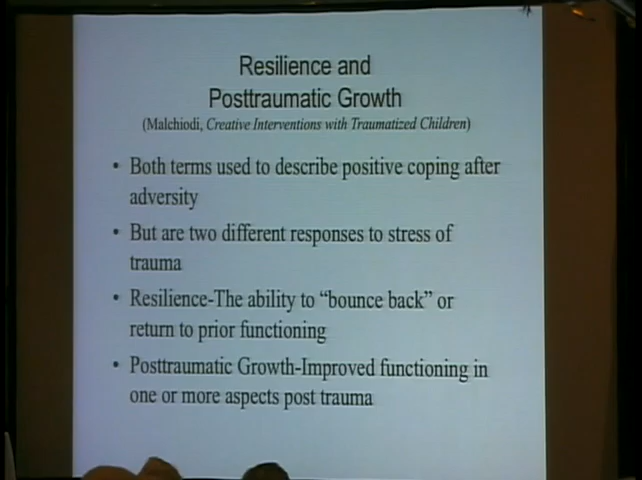 Resilience and
Posttraumatic Growth
(Malchiodi, Creative Interventions with Traumatized Children)
• Both terms used to describe positive coping after
adversity
• But are two different responses to stress of
trauma
• Resilience-The ability to “bounce back” or
return to prior functioning
• Posttraumatic Growth-Improved functioning in
one or more aspects post trauma